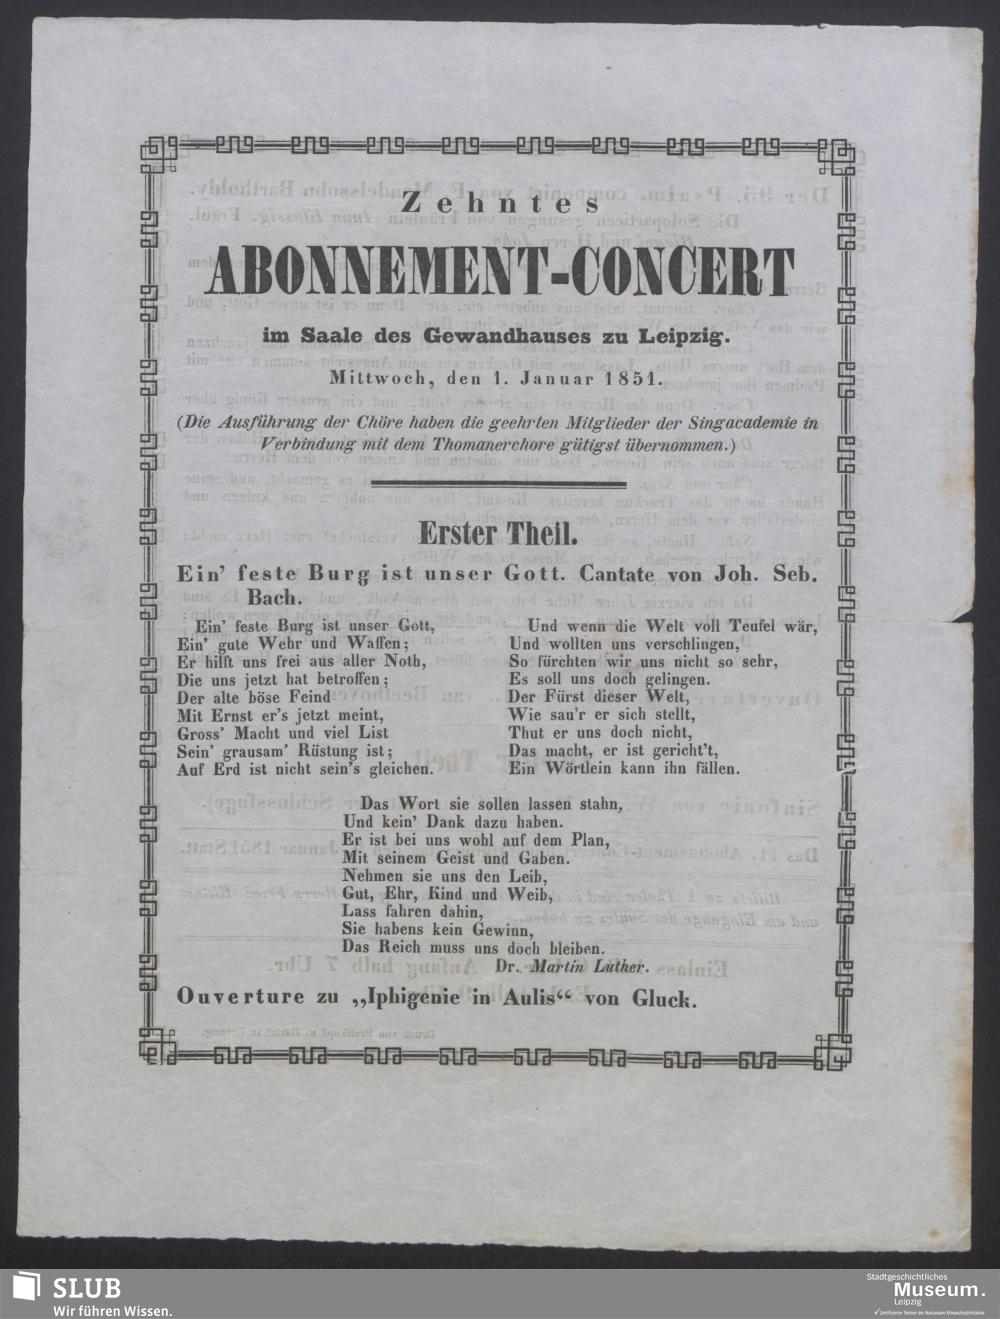 Zehntes
ABONNEMENT-CONCERT
im Saale des Gewandhauses zu Leipzig.
Mittwoch, den 1. Januar 1851.
(Die Ausführung der Chöre haben die geehrten Mitglieder der Singacademie in
Verbindung mit dem Thomanerchore gütigst übernommen.)
Erster Theil.
Ein' feste Burg ist unser Gott. Cantate von Joh. Seb.
Bach.
Ein' feste Burg ist unser Gott,
Ein' gute Wehr und Waffen;
Er hilft uns frei aus aller Noth,
Die uns jetzt hat betroffen;
Der alte böse Feind
Mit Ernst er's jetzt meint,
Gross' Macht und viel List
Sein' grausam' Rüstung ist;
Auf Erd ist nicht sein's gleichen.
Und wenn die Welt voll Teufel wär,
Und wollten uns verschlingen,
So fürchten wir uns nicht so sehr,
Es soll uns doch gelingen.
Der Fürst dieser Welt,
Wie sau'r er sich stellt,
Thut er uns doch nicht,
Das macht, er ist gericht't,
Ein Wörtlein kann ihn fällen.
Das Wort sie sollen lassen stahn,
Und kein' Dank dazu haben.
Er ist bei uns wohl auf dem Plan,
Mit seinem Geist und Gaben.
Nehmen sie uns den Leib,
Gut, Ehr, Kind und Weib,
Lass fahren dahin,
Sie habens kein Gewinn,
Das Reich muss uns doch bleiben.
Dr. Martin Luther.
Ouverture zu „Iphigenie in Aulis“ von Gluck.
SLUB
Wir führen Wissen.
Stadtgeschichtliches
Museum.
Leipzig